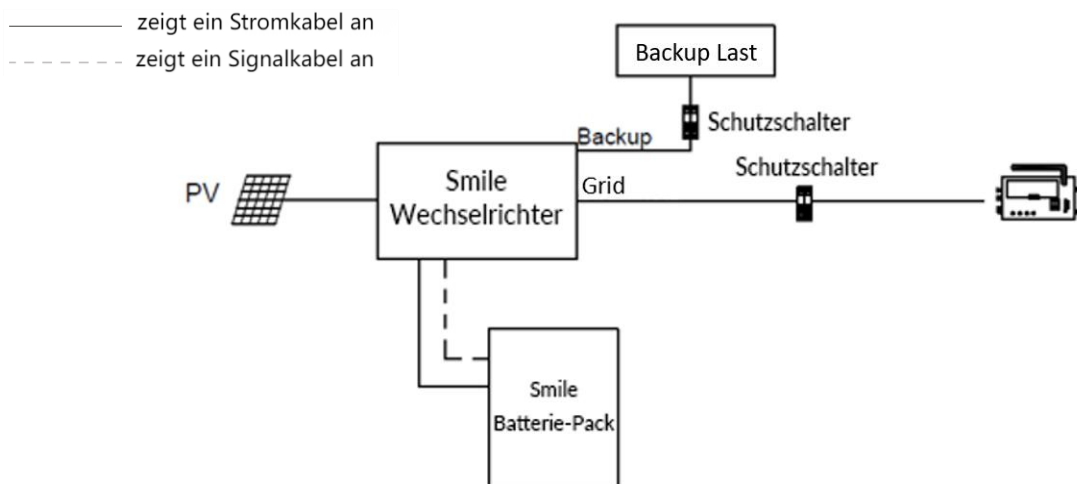 zeigt ein Stromkabel an
zeigt ein Signalkabel an
Backup Last
Schutzschalter
Backup
Schutzschalter
PV
Smile
Wechselrichter
Grid
Smile
Batterie-Pack